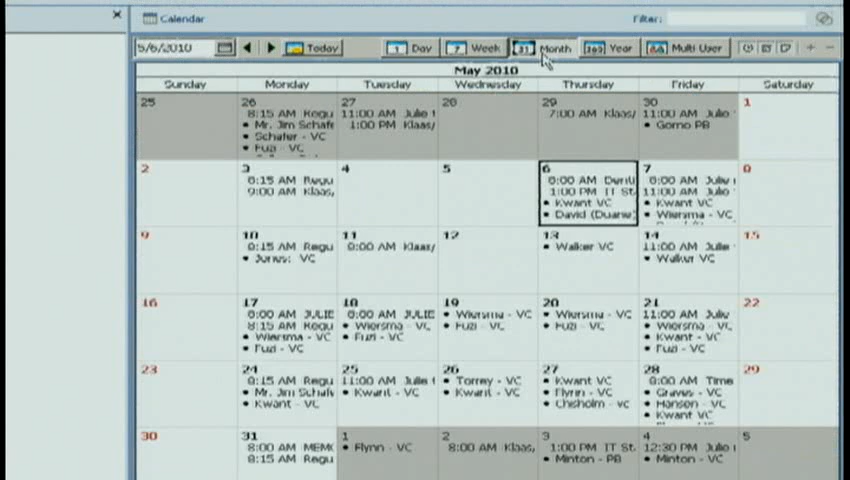 Calendar Filter:
5/6/2010 Today Day Week Month Year Multi User
May 2010
Sunday Monday Tuesday Wednesday Thursday Friday Saturday
25 26 27 28 29 30 1
8:15 AM Regu 11:00 AM Julie 7:00 AM Klaas/ 11:00 AM Julie
Mr. Jim Schafe 1:00 PM Klaas/ Gomo PB
Schafer - VC
Fuzi - VC
2 3 4 5 6 7
8:15 AM Regu 1:00 PM IT St 11:00 AM Julie
9:00 AM Klaas, Kwant VC Kwant VC
David (Duane) Wiersma - VC
9 10 11 12 13 14 15
8:15 AM Regu Klaas/ Walker VC 11:00 AM Julie
VC Walker VC
16 17 18 19 20 21 22
8:00 AM JULIE 8:00 AM JULIE Wiersma - VC Wiersma - VC 11:00 AM Julie
8:15 AM Regu Wiersma - VC Fuzi - VC Fuzi - VC Wiersma - VC
Wiersma - VC Fuzi - VC Kwant - VC
Fuzi - VC Fuzi - VC
23 24 25 26 27 28 29
8:15 AM Regu 11:00 AM Julie Torrey - VC Kwant VC 8:00 AM Time
Mr. Jim Schafe Kwant - VC Kwant - VC Flynn - VC Graves - VC
Kwant - VC Chisholm - VC Hanson - VC
Kwant VC
30 31 1 2 3 4 5
8:00 AM MEMO Flynn - VC 8:00 AM Klaas, 1:00 PM IT St 12:30 PM Julie
8:15 AM Regu Minton - PB Minton - VC